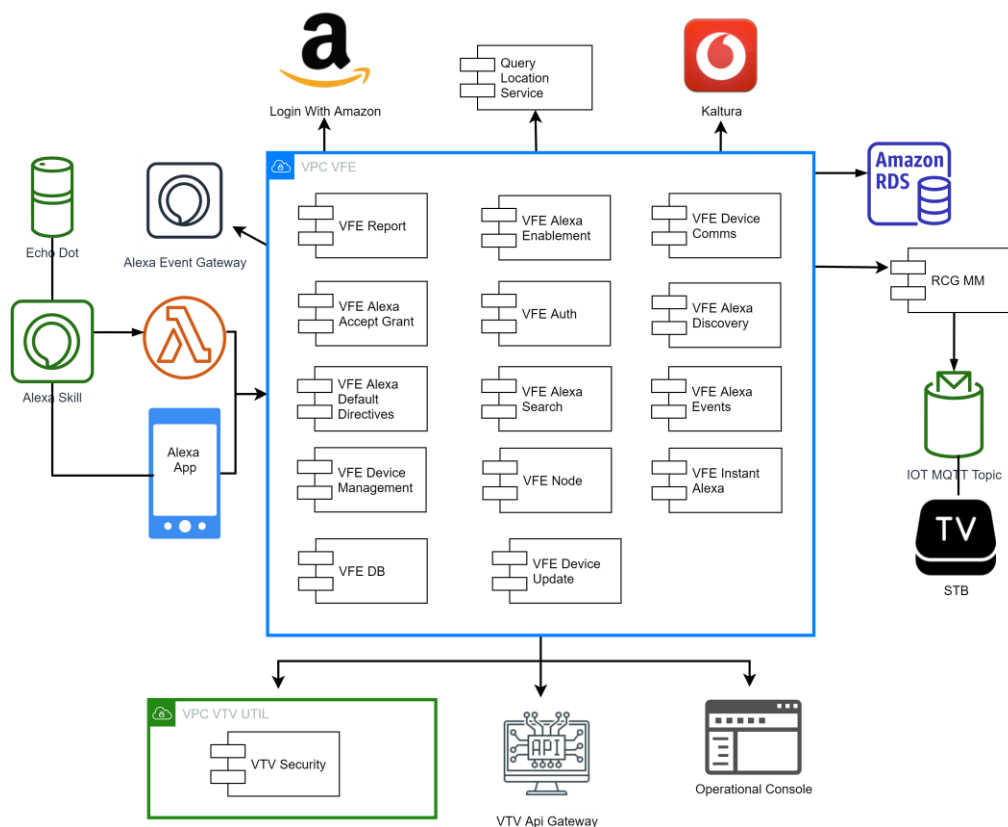 Login With Amazon
Query
Location
Service
Kaltura
VPC VFE
Amazon
RDS
Echo Dot
Alexa Event Gateway
VFE Report
VFE Alexa
Enablement
VFE Device
Comms
RCG MM
VFE Alexa
Accept Grant
VFE Auth
VFE Alexa
Discovery
Alexa Skill
VFE Alexa
Default
Directives
VFE Alexa
Search
VFE Alexa
Events
Alexa
App
VFE Device
Management
VFE Node
VFE Instant
Alexa
IOT MQTT Topic
TV
STB
VFE DB
VFE Device
Update
VPC VTV UTIL
VTV Security
API
VTV Api Gateway
Operational Console